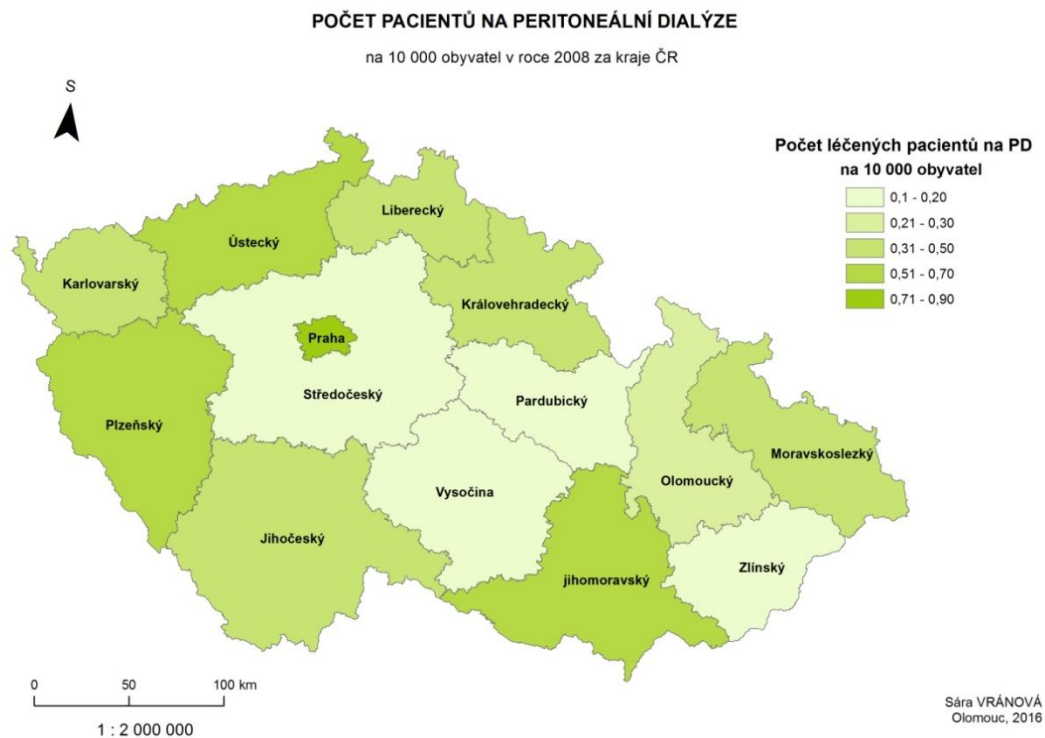 POČET PACIENTŮ NA PERITONEÁLNÍ DIALÝZE
na 10 000 obyvatel v roce 2008 za kraje ČR
S
Počet léčených pacientů na PD
na 10 000 obyvatel
0,1 - 0,20
0,21 - 0,30
0,31 - 0,50
0,51 - 0,70
0,71 - 0,90
Liberecký
Ústecký
Karlovarský
Královehradecký
Praha
Středočeský
Pardubický
Plzeňský
Moravskoslezký
Olomoucký
Vysočina
Jihočeský
Zlínský
jihomoravský
0 50 100 km
1 : 2 000 000
Sára VRÁNOVÁ
Olomouc, 2016